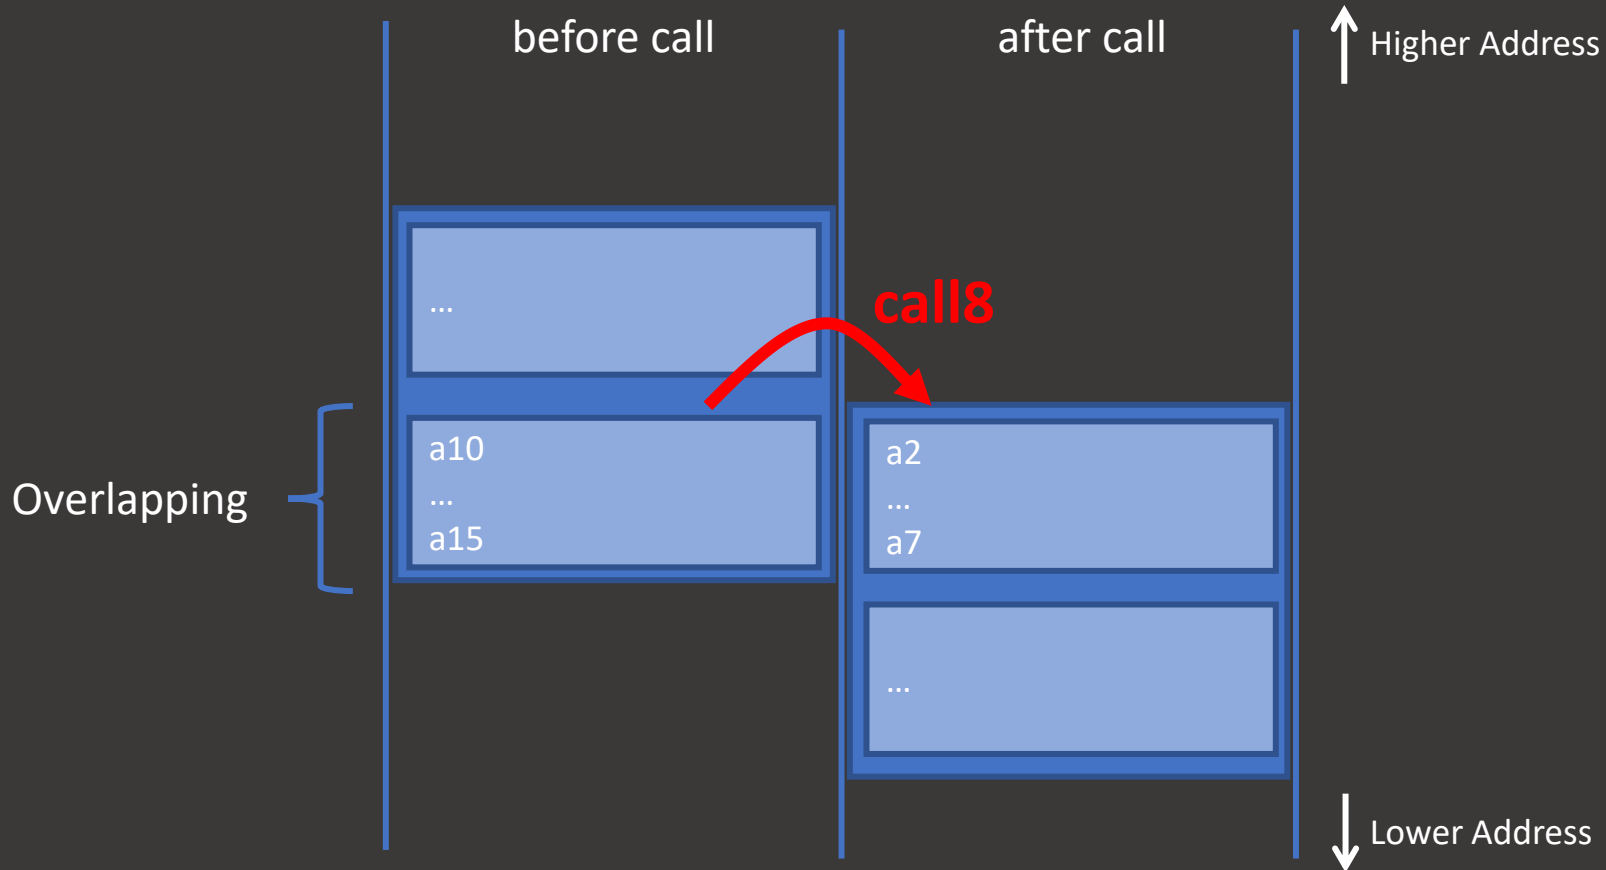 before call
after call
Higher Address
...
call8
a10
...
a15
a2
...
a7
Overlapping
...
Lower Address